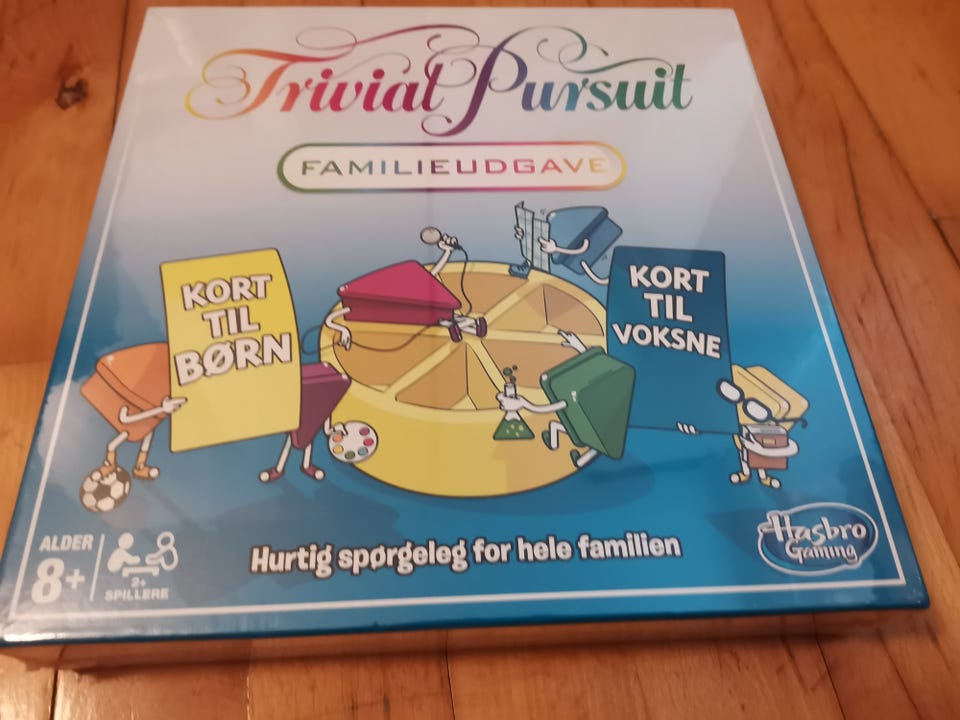 Trivial Pursuit
FAMILIEUDGAVE
KORT
TIL
BØRN
KORT
TIL
VOKSNE
Hurtig spørgeleg for hele familien
ALDER
8+
2+
SPILLERE
Hasbro
Gaming